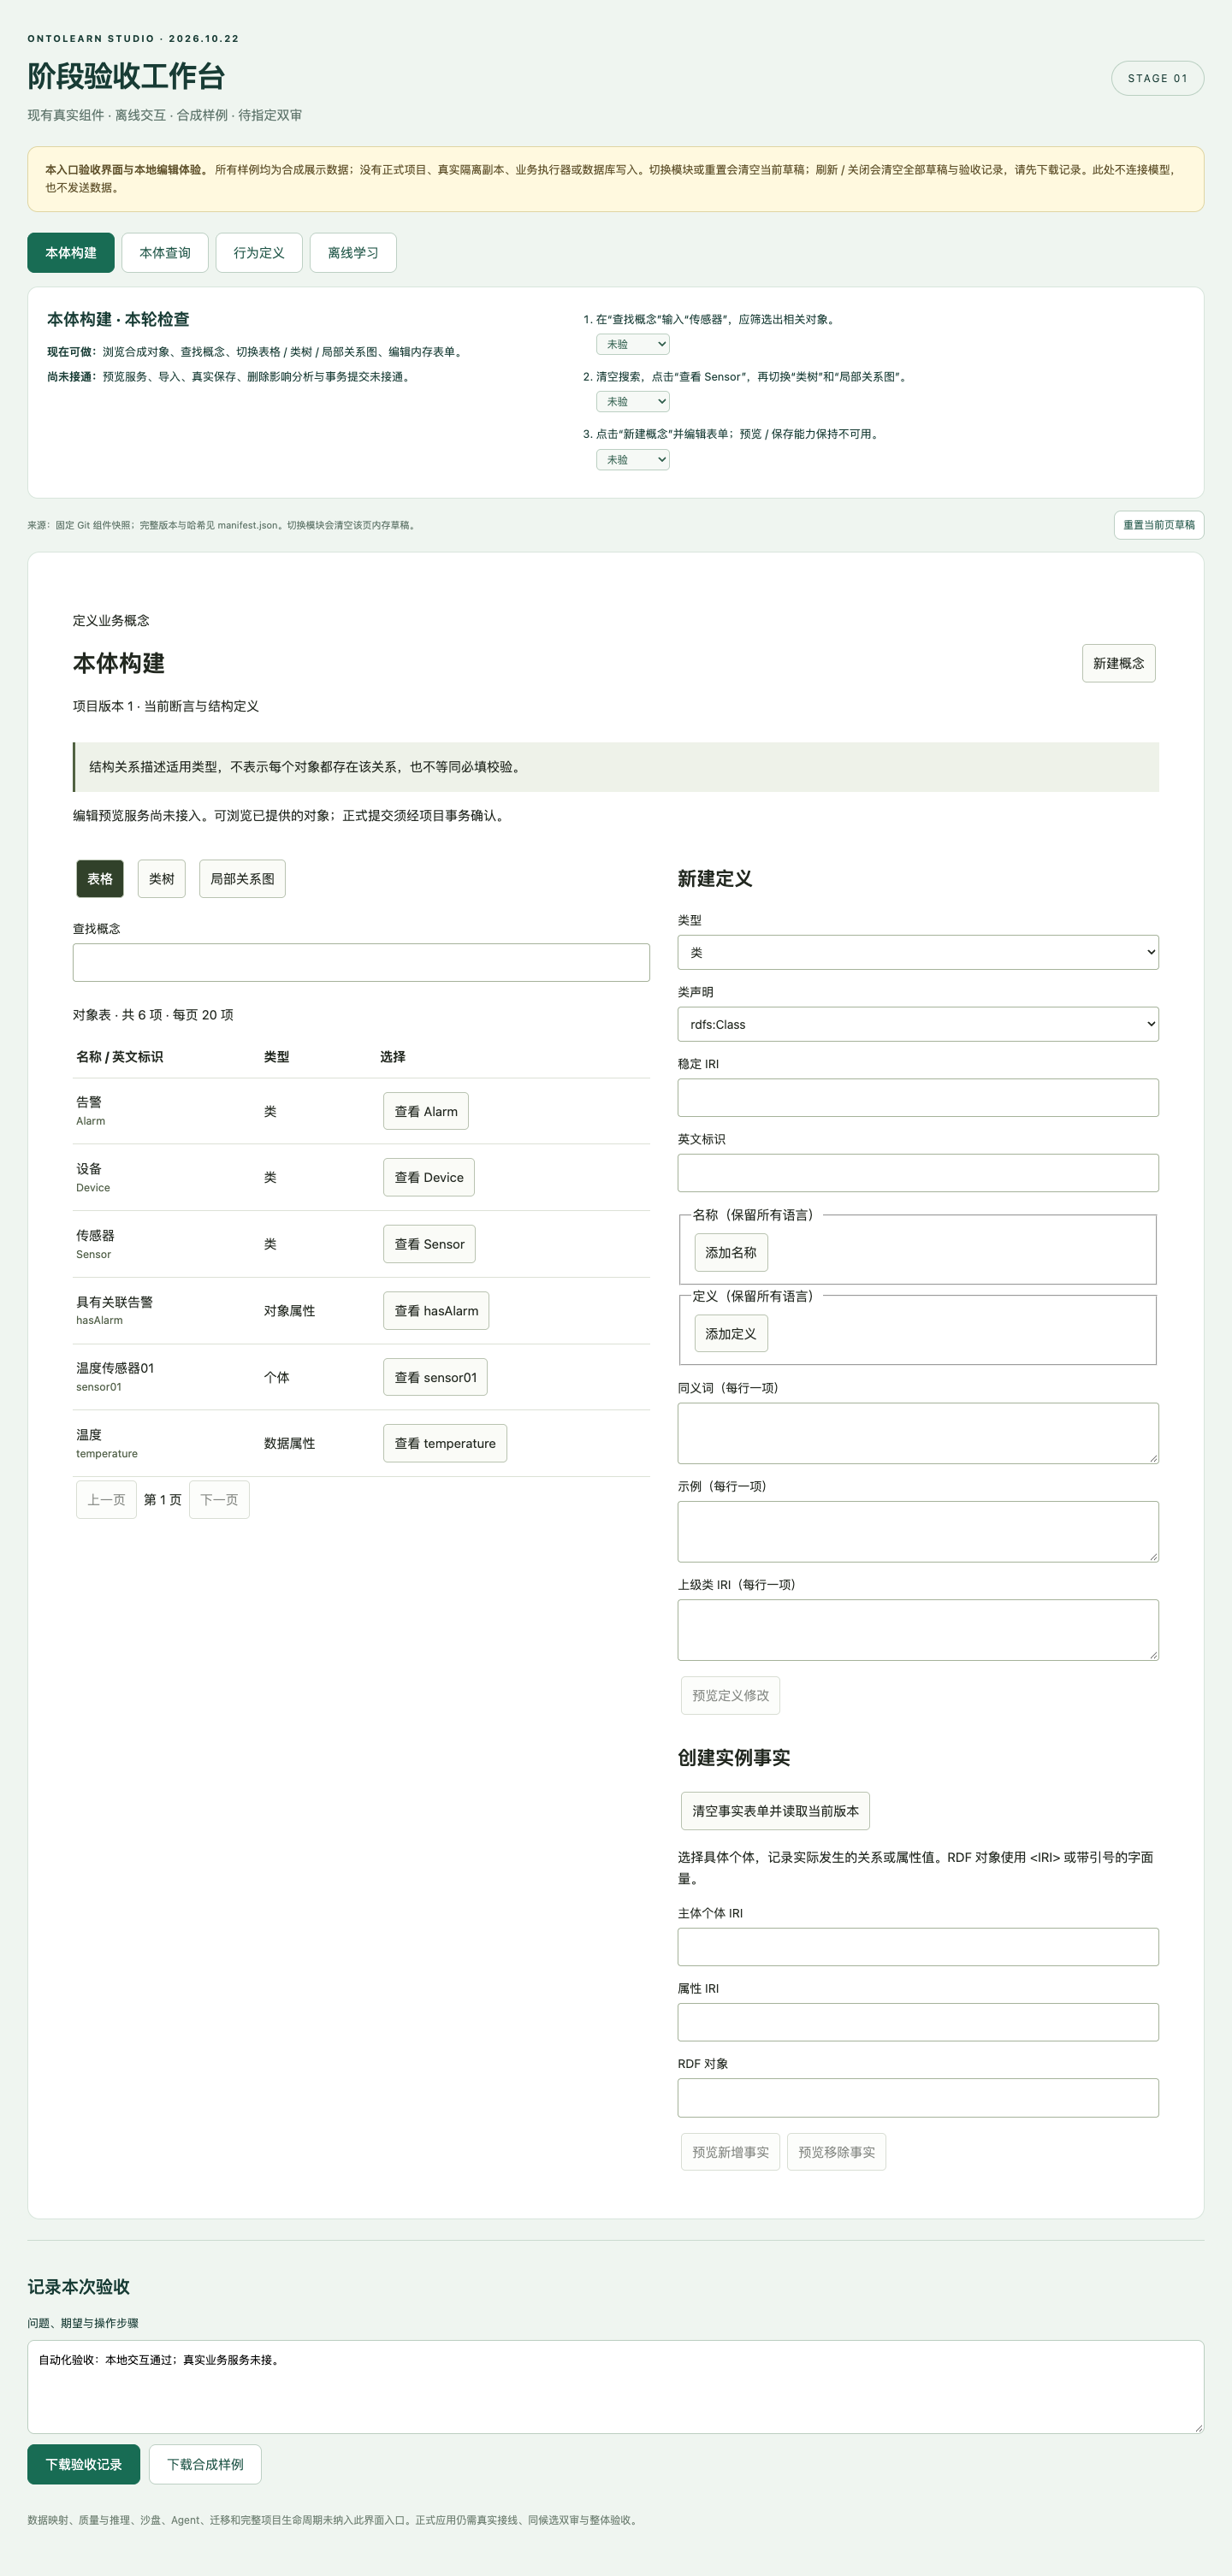 ONTOLEARN STUDIO · 2026.10.22
阶段验收工作台
STAGE 01
现有真实组件 · 离线交互 · 合成样例 · 待指定双审
本入口验收界面与本地编辑体验。 所有样例均为合成展示数据；没有正式项目、真实隔离副本、业务执行器或数据库写入。切换模块或重置会清空当前草稿；刷新 / 关闭会清空全部草稿与验收记录，请先下载记录。此处不连接模型，
也不发送数据。
本体构建 本体查询 行为定义 离线学习
本体构建 · 本轮检查
现在可做： 浏览合成对象、查找概念、切换表格 / 类树 / 局部关系图、编辑内存表单。
尚未接通： 预览服务、导入、真实保存、删除影响分析与事务提交未接通。
1. 在“查找概念”输入“传感器”，应筛选出相关对象。
未验
2. 清空搜索，点击“查看 Sensor”，再切换“类树”和“局部关系图”。
未验
3. 点击“新建概念”并编辑表单；预览 / 保存能力保持不可用。
未验
来源：固定 Git 组件快照；完整版本与哈希见 manifest.json。切换模块会清空该页内存草稿。
重置当前页草稿
定义业务概念
本体构建
新建概念
项目版本 1 · 当前断言与结构定义
结构关系描述适用类型，不表示每个对象都存在该关系，也不等同必填校验。
编辑预览服务尚未接入。可浏览已提供的对象；正式提交须经项目事务确认。
表格 类树 局部关系图
查找概念
对象表 · 共 6 项 · 每页 20 项
名称 / 英文标识 类型 选择
告警
Alarm
类
查看 Alarm
设备
Device
类
查看 Device
传感器
Sensor
类
查看 Sensor
具有关联告警
hasAlarm
对象属性
查看 hasAlarm
温度传感器01
sensor01
个体
查看 sensor01
温度
temperature
数据属性
查看 temperature
上一页 第 1 页 下一页
新建定义
类型
类
类声明
rdfs:Class
稳定 IRI
英文标识
名称（保留所有语言）
添加名称
定义（保留所有语言）
添加定义
同义词（每行一项）
示例（每行一项）
上级类 IRI（每行一项）
预览定义修改
创建实例事实
清空事实表单并读取当前版本
选择具体个体，记录实际发生的关系或属性值。RDF 对象使用 <IRI> 或带引号的字面
量。
主体个体 IRI
属性 IRI
RDF 对象
预览新增事实 预览移除事实
记录本次验收
问题、期望与操作步骤
自动化验收：本地交互通过；真实业务服务未接。
下载验收记录 下载合成样例
数据映射、质量与推理、沙盘、Agent、迁移和完整项目生命周期未纳入此界面入口。正式应用仍需真实接线、同候选双审与整体验收。